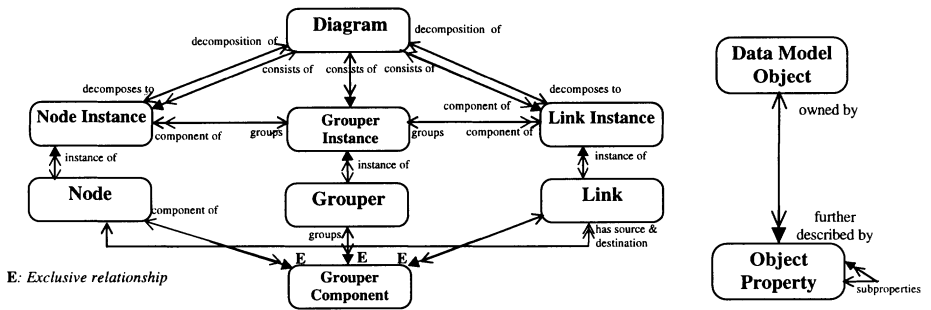 Diagram
decomposition of
decomposition of
consists of
consists of
consists of
decomposes to
decomposes to
Node Instance
component of
groups
Grouper
Instance
groups
component of
component of
Link Instance
instance of
instance of
instance of
Node
Grouper
Link
component of
groups
has source &
destination
E
E
E
E: Exclusive relationship
Grouper
Component
Data Model
Object
owned by
further
described by
Object
Property
subproperties